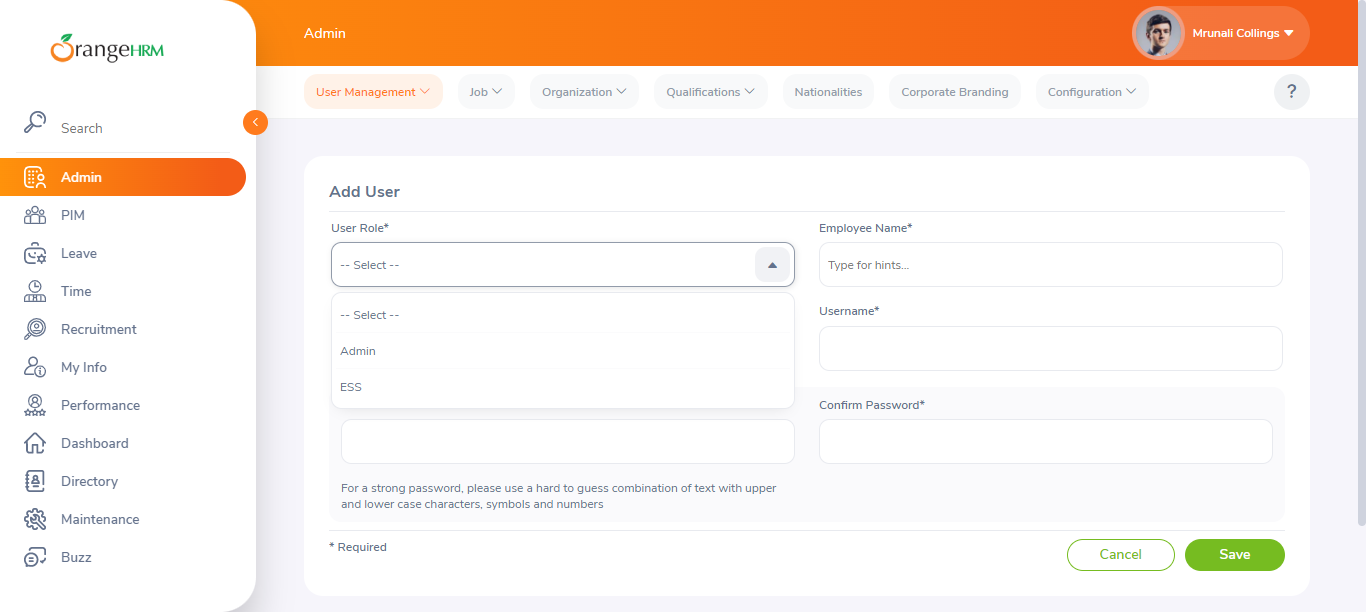 OrangeHRM
Admin
Mrunali Collings
User Management
Job
Organization
Qualifications
Nationalities
Corporate Branding
Configuration
?
Search
Admin
PIM
Leave
Time
Recruitment
My Info
Performance
Dashboard
Directory
Maintenance
Buzz
Add User
User Role*
-- Select --
-- Select --
Admin
ESS
Employee Name*
Type for hints...
Username*
Confirm Password*
For a strong password, please use a hard to guess combination of text with upper
and lower case characters, symbols and numbers
* Required
Cancel
Save